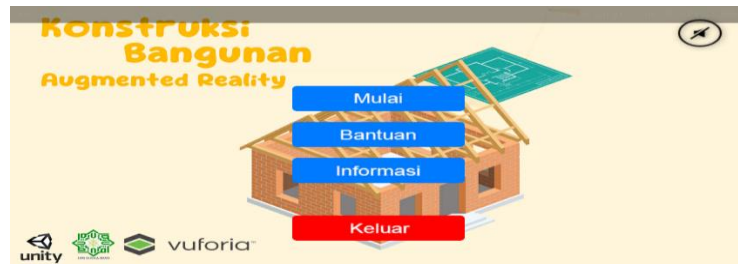 Konstruksi
Bangunan
Augmented Reality
Mulai
Bantuan
Informasi
Keluar
unity
vuforia